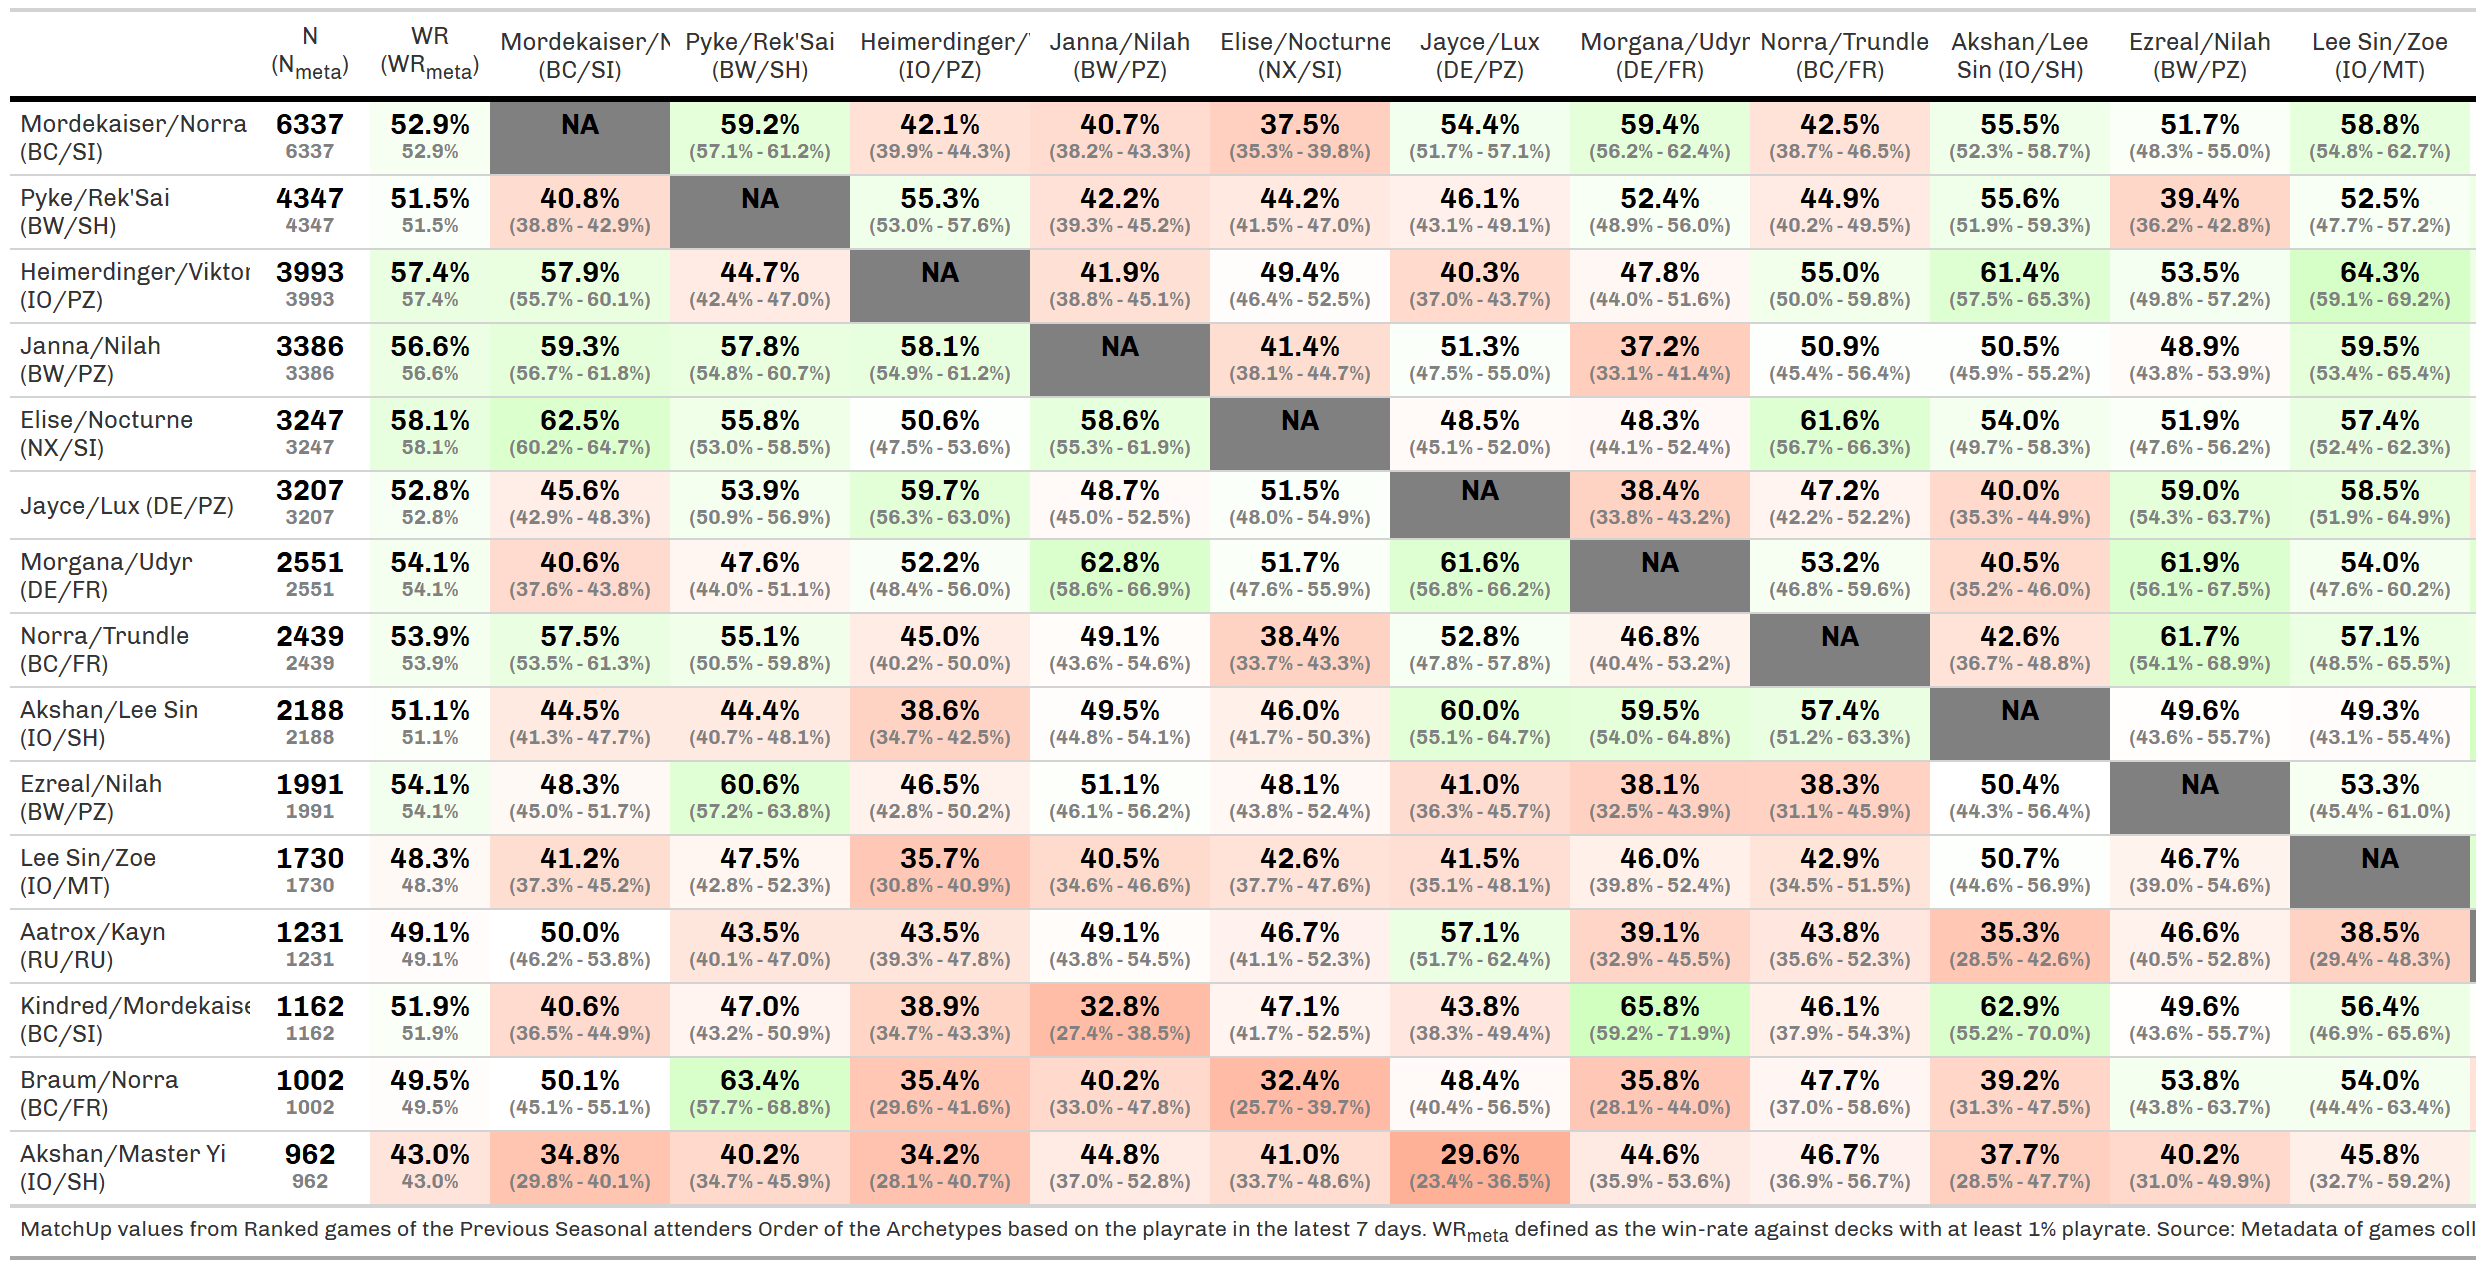 N WR Mordekaiser/N Pyke/Rek'Sai Heimerdinger/ Janna/Nilah Elise/Nocturne Jayce/Lux Morgana/Udyr Norra/Trundle Akshan/Lee Ezreal/Nilah Lee Sin/Zoe
(Nmeta) (WRmeta) (BC/SI) (BW/SH) (IO/PZ) (BW/PZ) (NX/SI) (DE/PZ) (DE/FR) (BC/FR) Sin (IO/SH) (BW/PZ) (IO/MT)
Mordekaiser/Norra 6337 52.9% NA 59.2% 42.1% 40.7% 37.5% 54.4% 59.4% 42.5% 55.5% 51.7% 58.8%
(BC/SI) 6337 52.9% (57.1% - 61.2%) (39.9% - 44.3%) (38.2% - 43.3%) (35.3% - 39.8%) (51.7% - 57.1%) (56.2% - 62.4%) (38.7% - 46.5%) (52.3% - 58.7%) (48.3% - 55.0%) (54.8% - 62.7%)
Pyke/Rek'Sai 4347 51.5% 40.8% NA 55.3% 42.2% 44.2% 46.1% 52.4% 44.9% 55.6% 39.4% 52.5%
(BW/SH) 4347 51.5% (38.8% - 42.9%) (53.0% - 57.6%) (39.3% - 45.2%) (41.5% - 47.0%) (43.1% - 49.1%) (48.9% - 56.0%) (40.2% - 49.5%) (51.9% - 59.3%) (36.2% - 42.8%) (47.7% - 57.2%)
Heimerdinger/Viktor 3993 57.4% 57.9% 44.7% NA 41.9% 49.4% 40.3% 47.8% 55.0% 61.4% 53.5% 64.3%
(IO/PZ) 3993 57.4% (55.7% - 60.1%) (42.4% - 47.0%) (38.8% - 45.1%) (46.4% - 52.5%) (37.0% - 43.7%) (44.0% - 51.6%) (50.0% - 59.8%) (57.5% - 65.3%) (49.8% - 57.2%) (59.1% - 69.2%)
Janna/Nilah 3386 56.6% 59.3% 57.8% 58.1% NA 41.4% 51.3% 37.2% 50.9% 50.5% 48.9% 59.5%
(BW/PZ) 3386 56.6% (56.7% - 61.8%) (54.8% - 60.7%) (54.9% - 61.2%) (38.1% - 44.7%) (47.5% - 55.0%) (33.1% - 41.4%) (45.4% - 56.4%) (45.9% - 55.2%) (43.8% - 53.9%) (53.4% - 65.4%)
Elise/Nocturne 3247 58.1% 62.5% 55.8% 50.6% 58.6% NA 48.5% 48.3% 61.6% 54.0% 51.9% 57.4%
(NX/SI) 3247 58.1% (60.2% - 64.7%) (53.0% - 58.5%) (47.5% - 53.6%) (55.3% - 61.9%) (45.1% - 52.0%) (44.1% - 52.4%) (56.7% - 66.3%) (49.7% - 58.3%) (47.6% - 56.2%) (52.4% - 62.3%)
Jayce/Lux (DE/PZ) 3207 52.8% 45.6% 53.9% 59.7% 48.7% 51.5% NA 38.4% 47.2% 40.0% 59.0% 58.5%
3207 52.8% (42.9% - 48.3%) (50.9% - 56.9%) (56.3% - 63.0%) (45.0% - 52.5%) (48.0% - 54.9%) (33.8% - 43.2%) (42.2% - 52.2%) (35.3% - 44.9%) (54.3% - 63.7%) (51.9% - 64.9%)
Morgana/Udyr 2551 54.1% 40.6% 47.6% 52.2% 62.8% 51.7% 61.6% NA 53.2% 40.5% 61.9% 54.0%
(DE/FR) 2551 54.1% (37.6% - 43.8%) (44.0% - 51.1%) (48.4% - 56.0%) (58.6% - 66.9%) (47.6% - 55.9%) (56.8% - 66.2%) (46.8% - 59.6%) (35.2% - 46.0%) (56.1% - 67.5%) (47.6% - 60.2%)
Norra/Trundle 2439 53.9% 57.5% 55.1% 45.0% 49.1% 38.4% 52.8% 46.8% NA 42.6% 61.7% 57.1%
(BC/FR) 2439 53.9% (53.5% - 61.3%) (50.5% - 59.8%) (40.2% - 50.0%) (43.6% - 54.6%) (33.7% - 43.3%) (47.8% - 57.8%) (40.4% - 53.2%) (36.7% - 48.8%) (54.1% - 68.9%) (48.5% - 65.5%)
Akshan/Lee Sin 2188 51.1% 44.5% 44.4% 38.6% 49.5% 46.0% 60.0% 59.5% 57.4% NA 49.6% 49.3%
(IO/SH) 2188 51.1% (41.3% - 47.7%) (40.7% - 48.1%) (34.7% - 42.5%) (44.8% - 54.1%) (41.7% - 50.3%) (55.1% - 64.7%) (54.0% - 64.8%) (51.2% - 63.3%) (43.6% - 55.7%) (43.1% - 55.4%)
Ezreal/Nilah 1991 54.1% 48.3% 60.6% 46.5% 51.1% 48.1% 41.0% 38.1% 38.3% 50.4% NA 53.3%
(BW/PZ) 1991 54.1% (45.0% - 51.7%) (57.2% - 63.8%) (42.8% - 50.2%) (46.1% - 56.2%) (43.8% - 52.4%) (36.3% - 45.7%) (32.5% - 43.9%) (31.1% - 45.9%) (44.3% - 56.4%) (45.4% - 61.0%)
Lee Sin/Zoe 1730 48.3% 41.2% 47.5% 35.7% 40.5% 42.6% 41.5% 46.0% 42.9% 50.7% 46.7% NA
(IO/MT) 1730 48.3% (37.3% - 45.2%) (42.8% - 52.3%) (30.8% - 40.9%) (34.6% - 46.6%) (37.7% - 47.6%) (35.1% - 48.1%) (39.8% - 52.4%) (34.5% - 51.5%) (44.6% - 56.9%) (39.0% - 54.6%)
Aatrox/Kayn 1231 49.1% 50.0% 43.5% 43.5% 49.1% 46.7% 57.1% 39.1% 43.8% 35.3% 46.6% 38.5%
(RU/RU) 1231 49.1% (46.2% - 53.8%) (40.1% - 47.0%) (39.3% - 47.8%) (43.8% - 54.5%) (41.1% - 52.3%) (51.7% - 62.4%) (32.9% - 45.5%) (35.6% - 52.3%) (28.5% - 42.6%) (40.5% - 52.8%) (29.4% - 48.3%)
Kindred/Mordekaise 1162 51.9% 40.6% 47.0% 38.9% 32.8% 47.1% 43.8% 65.8% 46.1% 62.9% 49.6% 56.4%
(BC/SI) 1162 51.9% (36.5% - 44.9%) (43.2% - 50.9%) (34.7% - 43.3%) (27.4% - 38.5%) (41.7% - 52.5%) (38.3% - 49.4%) (59.2% - 71.9%) (37.9% - 54.3%) (55.2% - 70.0%) (43.6% - 55.7%) (46.9% - 65.6%)
Braum/Norra 1002 49.5% 50.1% 63.4% 35.4% 40.2% 32.4% 48.4% 35.8% 47.7% 39.2% 53.8% 54.0%
(BC/FR) 1002 49.5% (45.1% - 55.1%) (57.7% - 68.8%) (29.6% - 41.6%) (33.0% - 47.8%) (25.7% - 39.7%) (40.4% - 56.5%) (28.1% - 44.0%) (37.0% - 58.6%) (31.3% - 47.5%) (43.8% - 63.7%) (44.4% - 63.4%)
Akshan/Master Yi 962 43.0% 34.8% 40.2% 34.2% 44.8% 41.0% 29.6% 44.6% 46.7% 37.7% 40.2% 45.8%
(IO/SH) 962 43.0% (29.8% - 40.1%) (34.7% - 45.9%) (28.1% - 40.7%) (37.0% - 52.8%) (33.7% - 48.6%) (23.4% - 36.5%) (35.9% - 53.6%) (36.9% - 56.7%) (28.5% - 47.7%) (31.0% - 49.9%) (32.7% - 59.2%)
MatchUp values from Ranked games of the Previous Seasonal attenders Order of the Archetypes based on the playrate in the latest 7 days. WRmeta defined as the win-rate against decks with at least 1% playrate. Source: Metadata of games coll